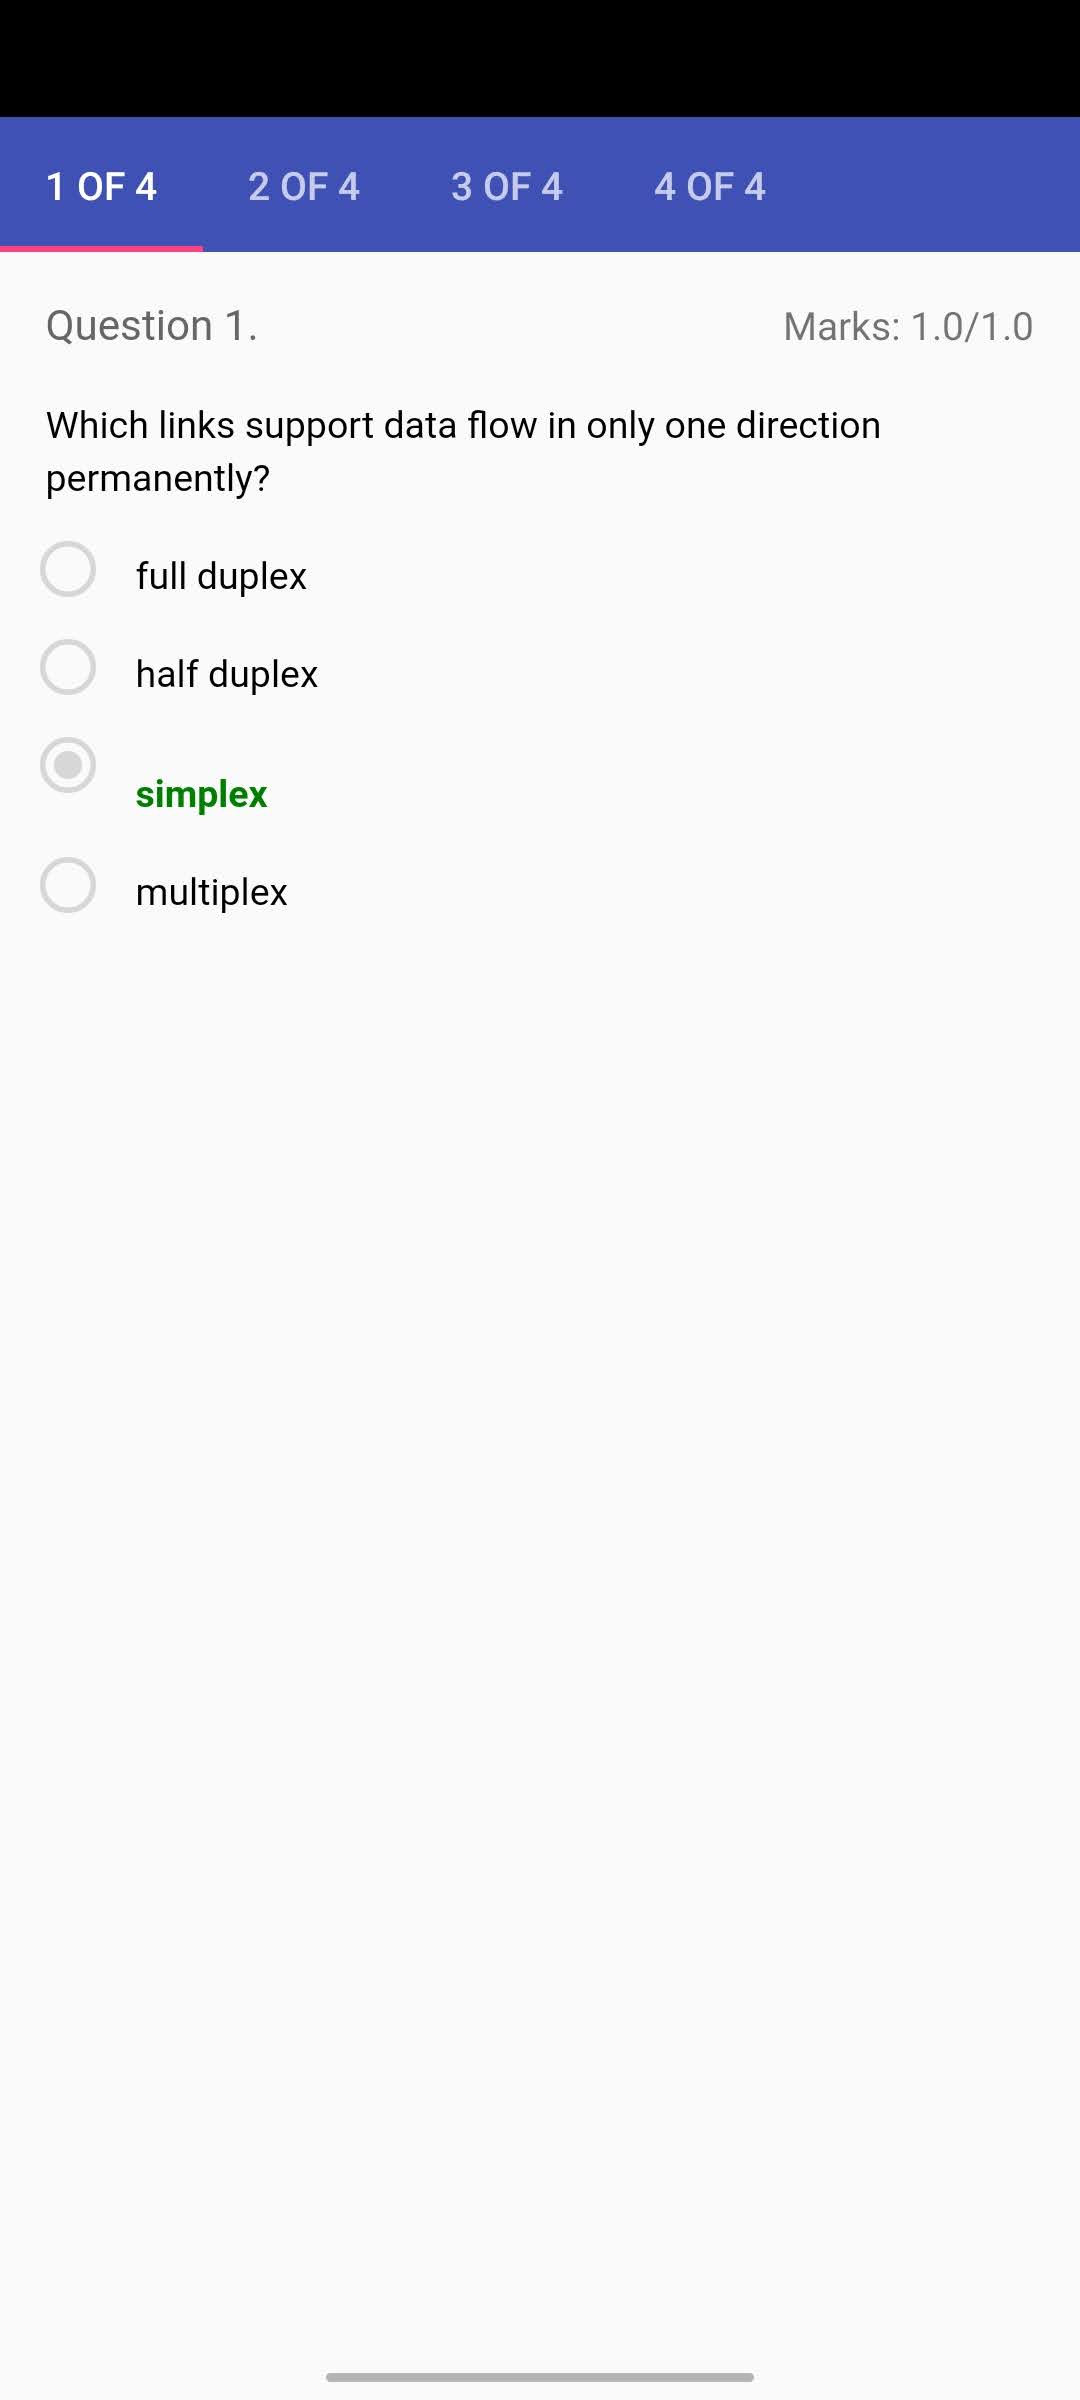 1 OF 4 2 OF 4 3 OF 4 4 OF 4
Question 1. Marks: 1.0/1.0
Which links support data flow in only one direction
permanently?
full duplex
half duplex
simplex
multiplex